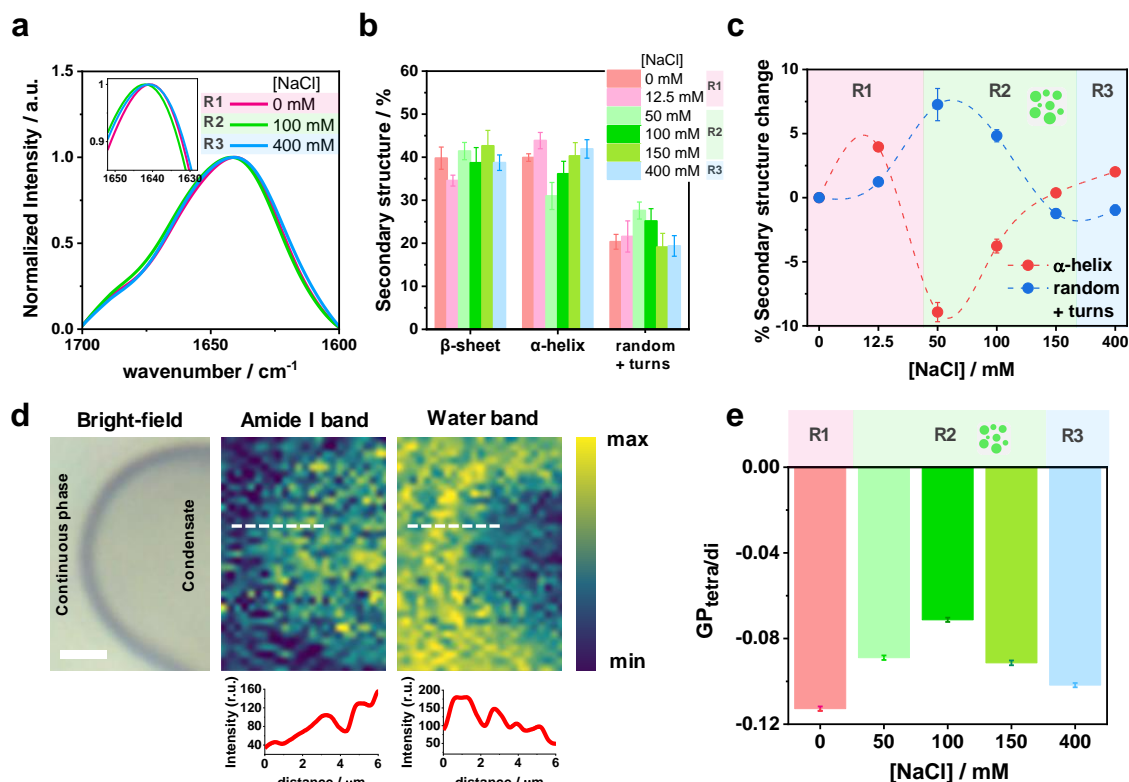 a
Normalized Intensity / a.u.
1.5
1.0
0.5
0.0
1700
1650
1600
wavenumber / cm⁻¹
1
0.9
1650
1640
1630
[NaCl]
R1 0 mM
R2 100 mM
R3 400 mM
b
Secondary structure / %
60
50
40
30
20
10
0
β-sheet
α-helix
random
+ turns
[NaCl]
0 mM
12.5 mM
50 mM
100 mM
150 mM
400 mM
R1
R2
R3
c
% Secondary structure change
10
5
0
-5
-10
R1
R2
R3
α-helix
random
+ turns
0
12.5
50
100
150
400
[NaCl] / mM
d
Bright-field
Amide I band
Water band
Continuous phase
Condensate
max
min
Intensity (r.u.)
160
120
80
40
0 2 4 6
distance / μm
Intensity (r.u.)
200
150
100
50
0 2 4 6
distance / μm
e
R1
R2
R3
GPtetra/di
0.00
-0.04
-0.08
-0.12
0
50
100
150
400
[NaCl] / mM